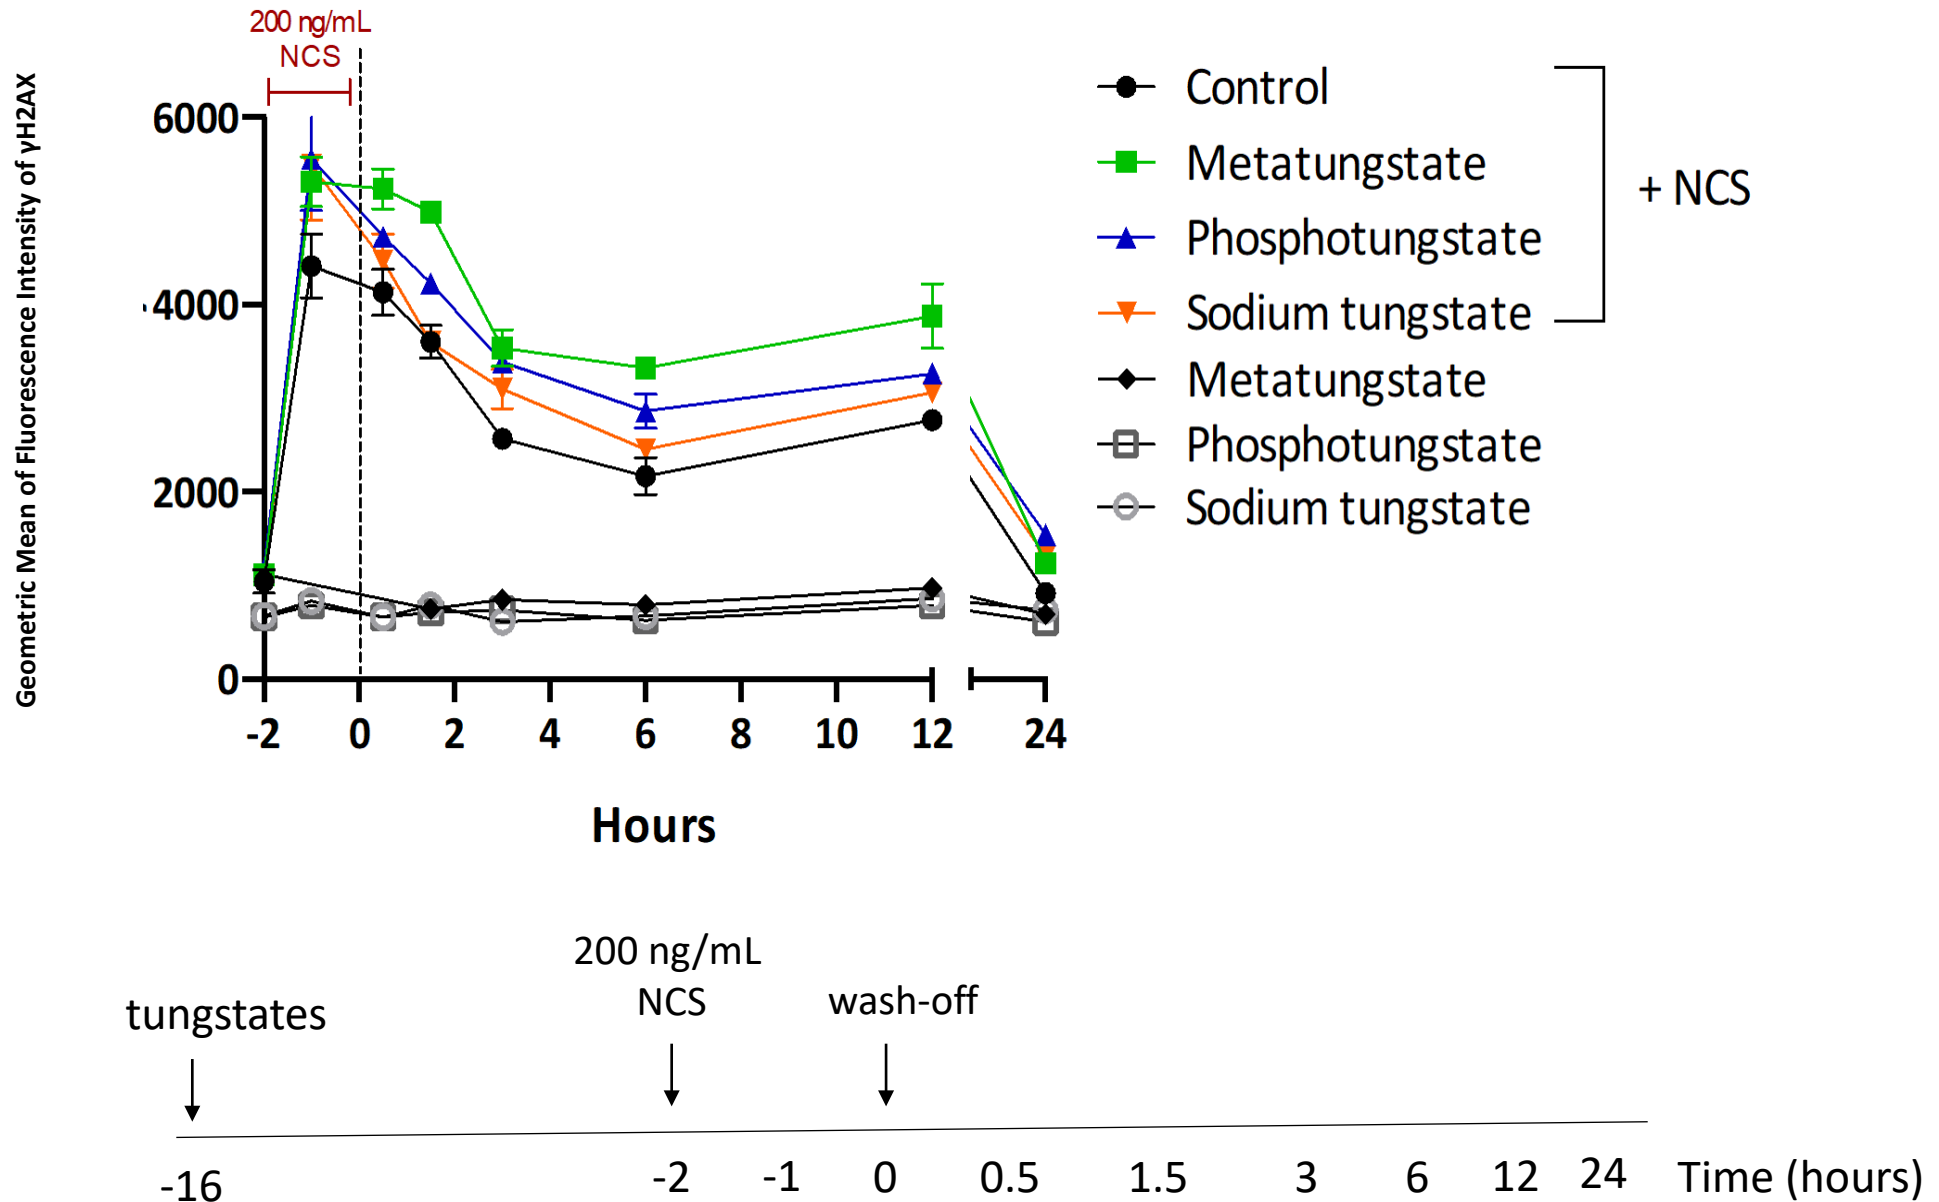 200 ng/mL
NCS
Geometric Mean of Fluorescence Intensity of γH2AX
6000
4000
2000
0
-2 0 2 4 6 8 10 12 24
Hours
Control
Metatungstate
Phosphotungstate
Sodium tungstate
+ NCS
Metatungstate
Phosphotungstate
Sodium tungstate
200 ng/mL
NCS
wash-off
tungstates
-16 -2 -1 0 0.5 1.5 3 6 12 24 Time (hours)